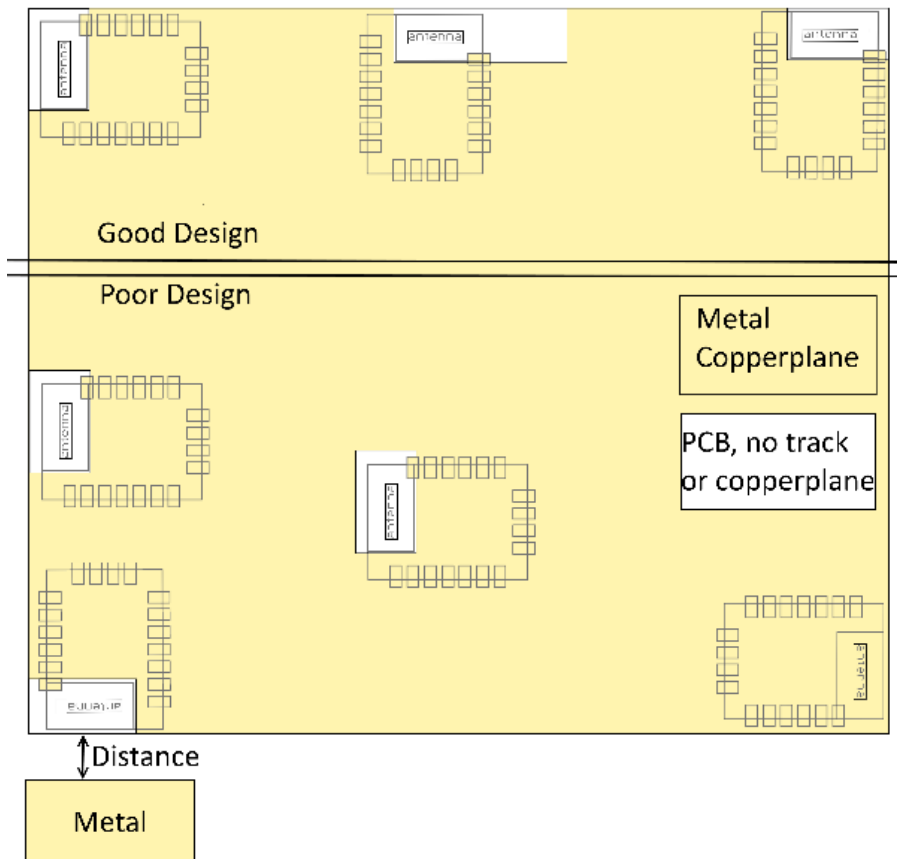 antenna
antenna
antenna
Good Design
Poor Design
Metal
Copperplane
antenna
PCB, no track
or copperplane
antenna
antenna
antenna
Distance
Metal